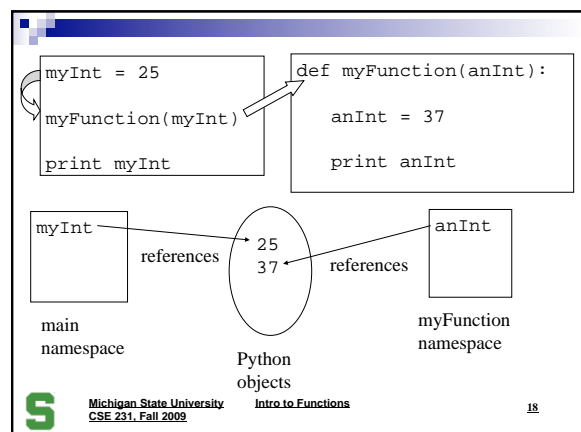 myInt = 25
myFunction(myInt)
print myInt
def myFunction(anInt):
anInt = 37
print anInt
myInt
references
25
37
references
anInt
main
namespace
Python
objects
myFunction
namespace
S
Michigan State University
CSE 231, Fall 2009
Intro to Functions
18